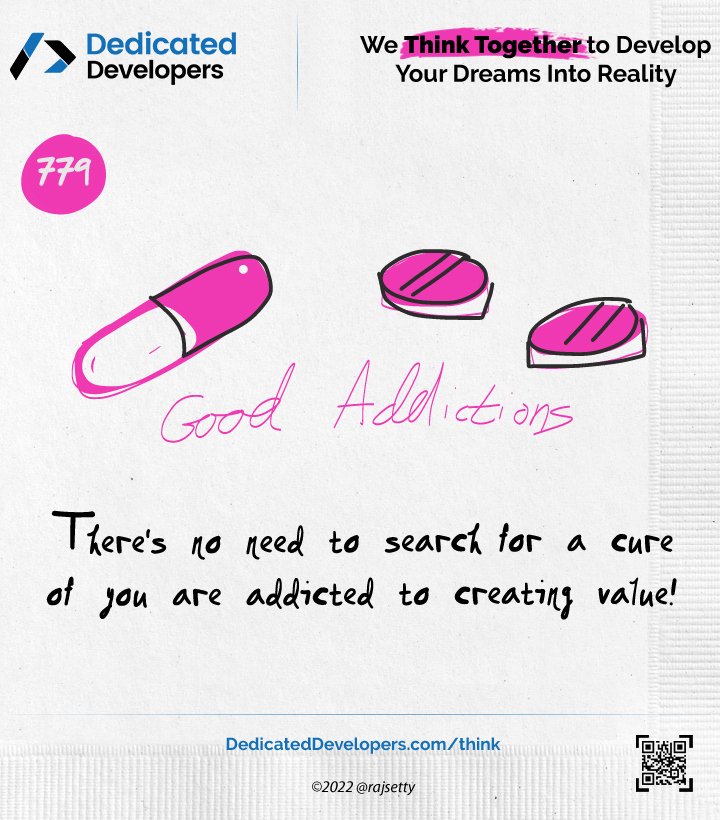 Dedicated
Developers
We Think Together to Develop
Your Dreams Into Reality
779
Good Addictions
There's no need to search for a cure
of you are addicted to creating value!
DedicatedDevelopers.com/think
©2022 @rajsetty